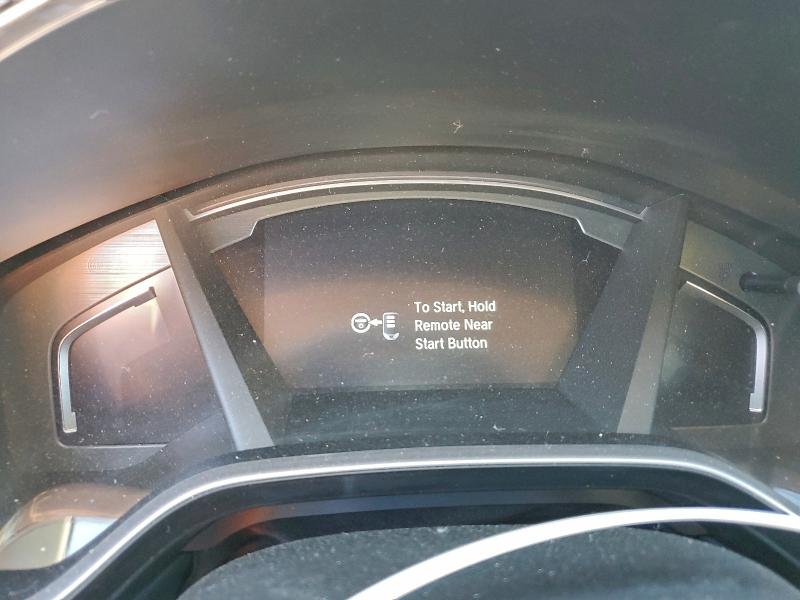 To Start, Hold
Remote Near
Start Button